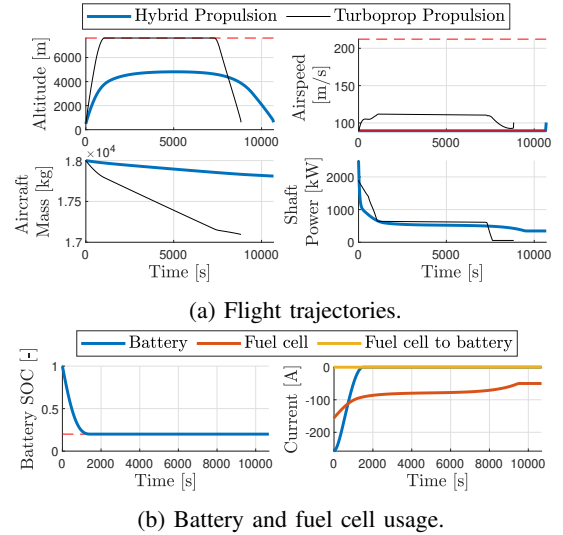 Hybrid Propulsion Turboprop Propulsion
Altitude [m]
6000
4000
2000
0
0 5000 10000
Airspeed
[m/s]
200
150
100
0 5000 10000
Aircraft
Mass [kg]
×10⁴
1.8
1.75
1.7
0 5000 10000
Time [s]
Shaft
Power [kW]
2000
1000
0
0 5000 10000
Time [s]
(a) Flight trajectories.
Battery Fuel cell Fuel cell to battery
Battery SOC [-]
1
0.5
0
0 2000 4000 6000 8000 10000
Time [s]
Current [A]
0
-100
-200
0 2000 4000 6000 8000 10000
Time [s]
(b) Battery and fuel cell usage.